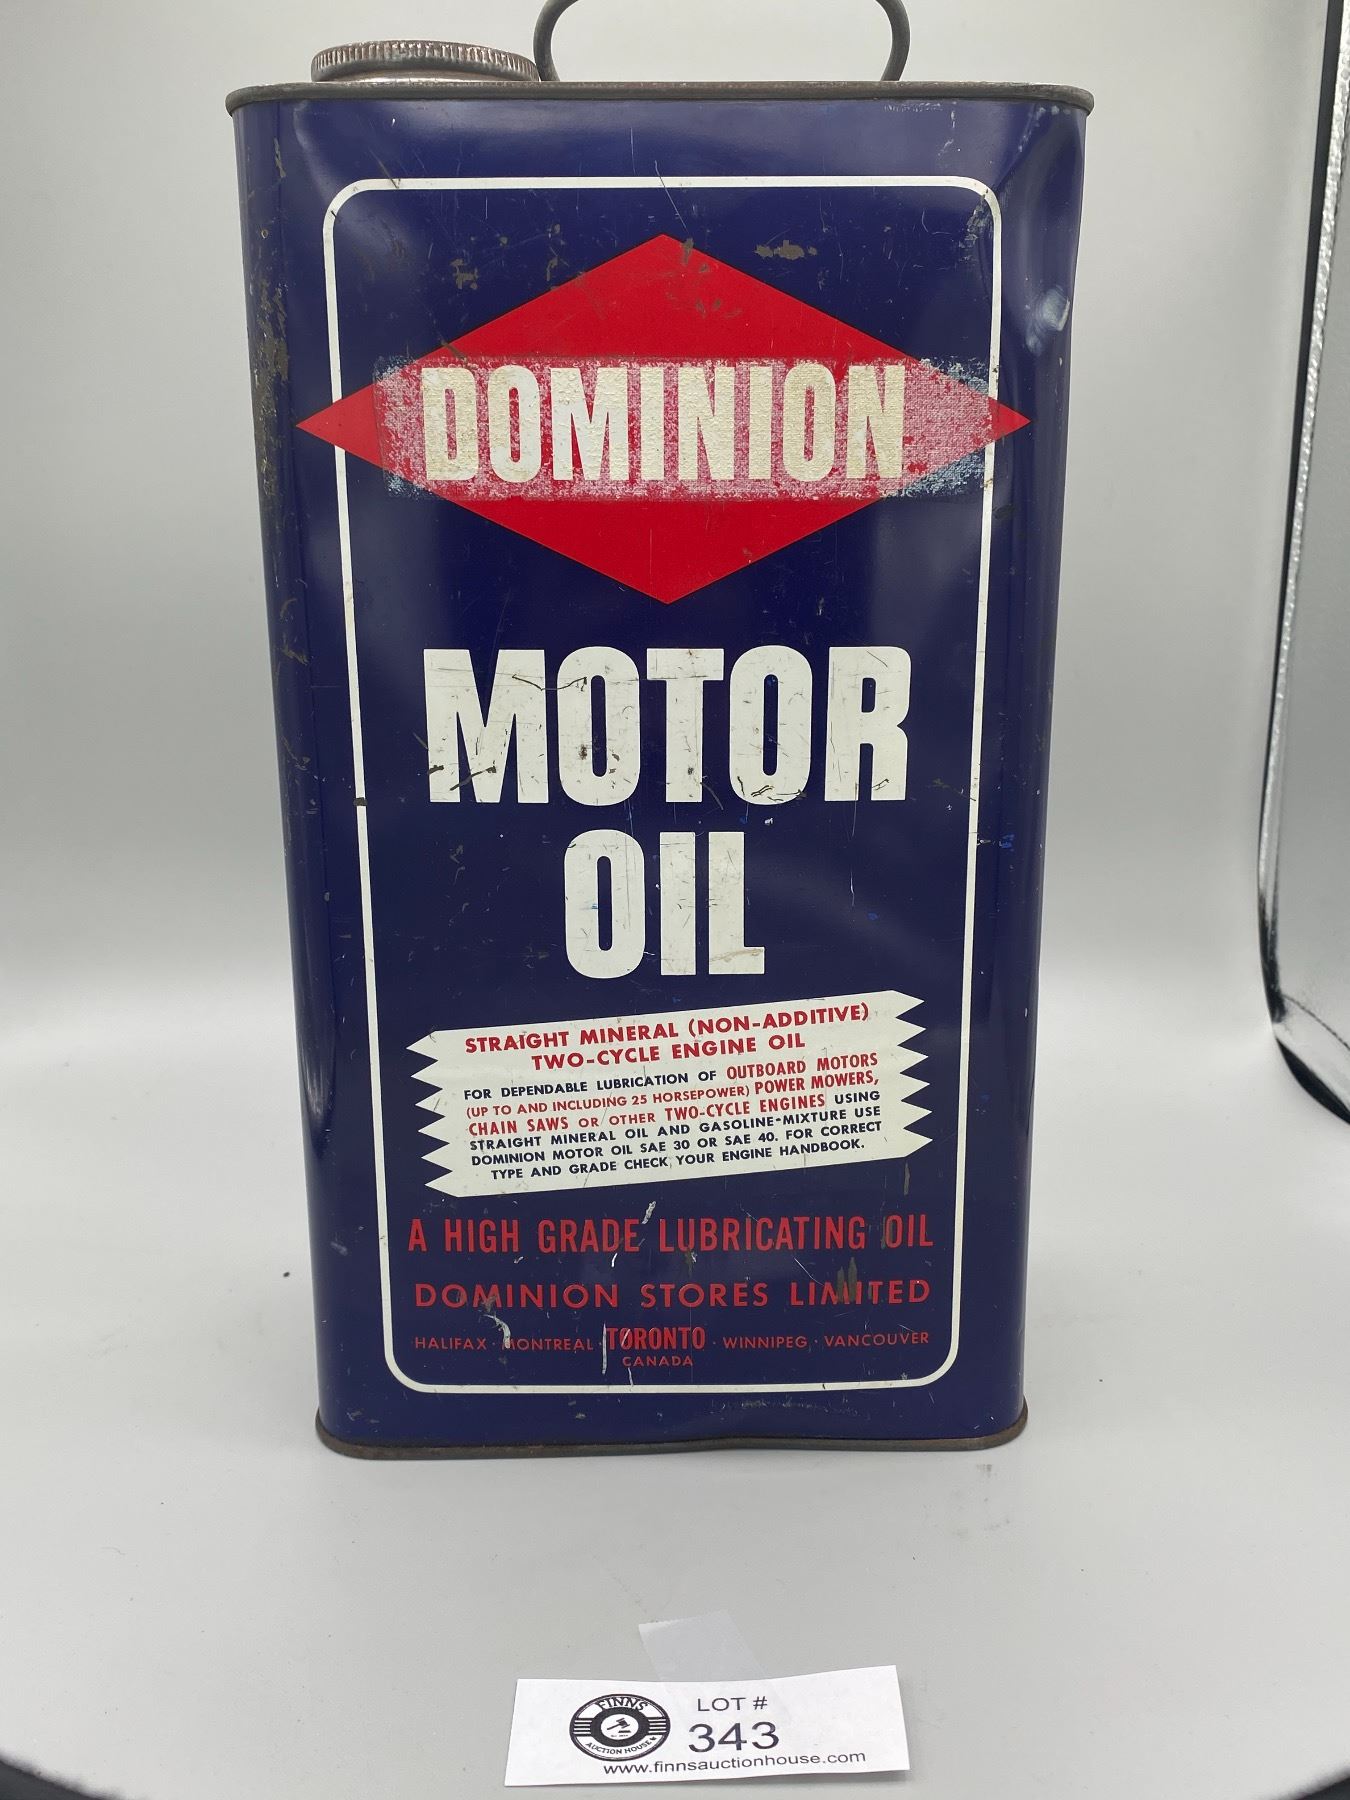 DOMINION
MOTOR
OIL
STRAIGHT MINERAL (NON-ADDITIVE)
TWO-CYCLE ENGINE OIL
FOR DEPENDABLE LUBRICATION OF OUTBOARD MOTORS
(UP TO AND INCLUDING 25 HORSEPOWER) POWER MOWERS,
CHAIN SAWS OR OTHER TWO-CYCLE ENGINES USING
STRAIGHT MINERAL OIL AND GASOLINE-MIXTURE USE
DOMINION MOTOR OIL SAE 30 OR SAE 40. FOR CORRECT
TYPE AND GRADE CHECK YOUR ENGINE HANDBOOK.
A HIGH GRADE LUBRICATING OIL
DOMINION STORES LIMITED
HALIFAX · MONTREAL · TORONTO · WINNIPEG · VANCOUVER
CANADA
FINNS
AUCTION HOUSE
LOT #
343
www.finnsauctionhouse.com